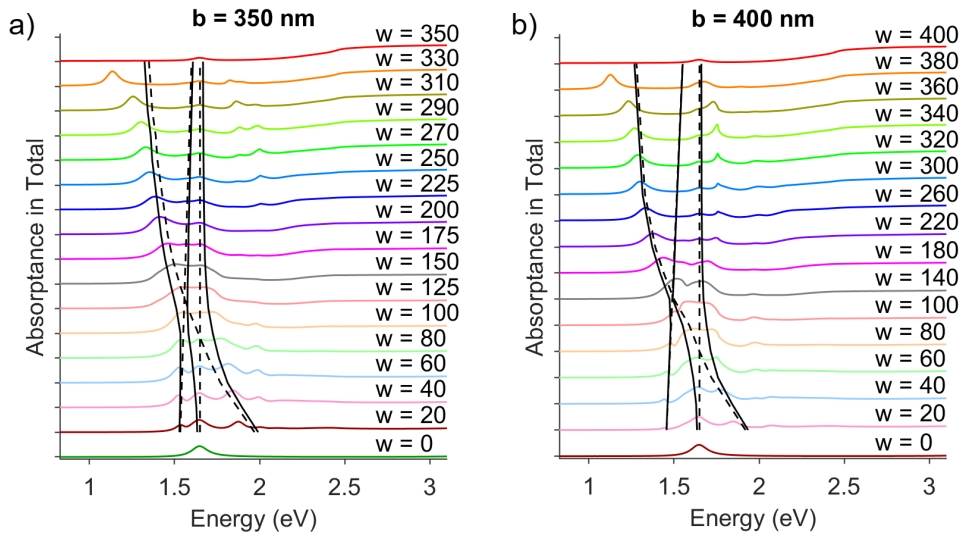 a)
b = 350 nm
Absorptance in Total
w = 350
w = 330
w = 310
w = 290
w = 270
w = 250
w = 225
w = 200
w = 175
w = 150
w = 125
w = 100
w = 80
w = 60
w = 40
w = 20
w = 0
1 1.5 2 2.5 3
Energy (eV)
b)
b = 400 nm
Absorptance in Total
w = 400
w = 380
w = 360
w = 340
w = 320
w = 300
w = 260
w = 220
w = 180
w = 140
w = 100
w = 80
w = 60
w = 40
w = 20
w = 0
1 1.5 2 2.5 3
Energy (eV)